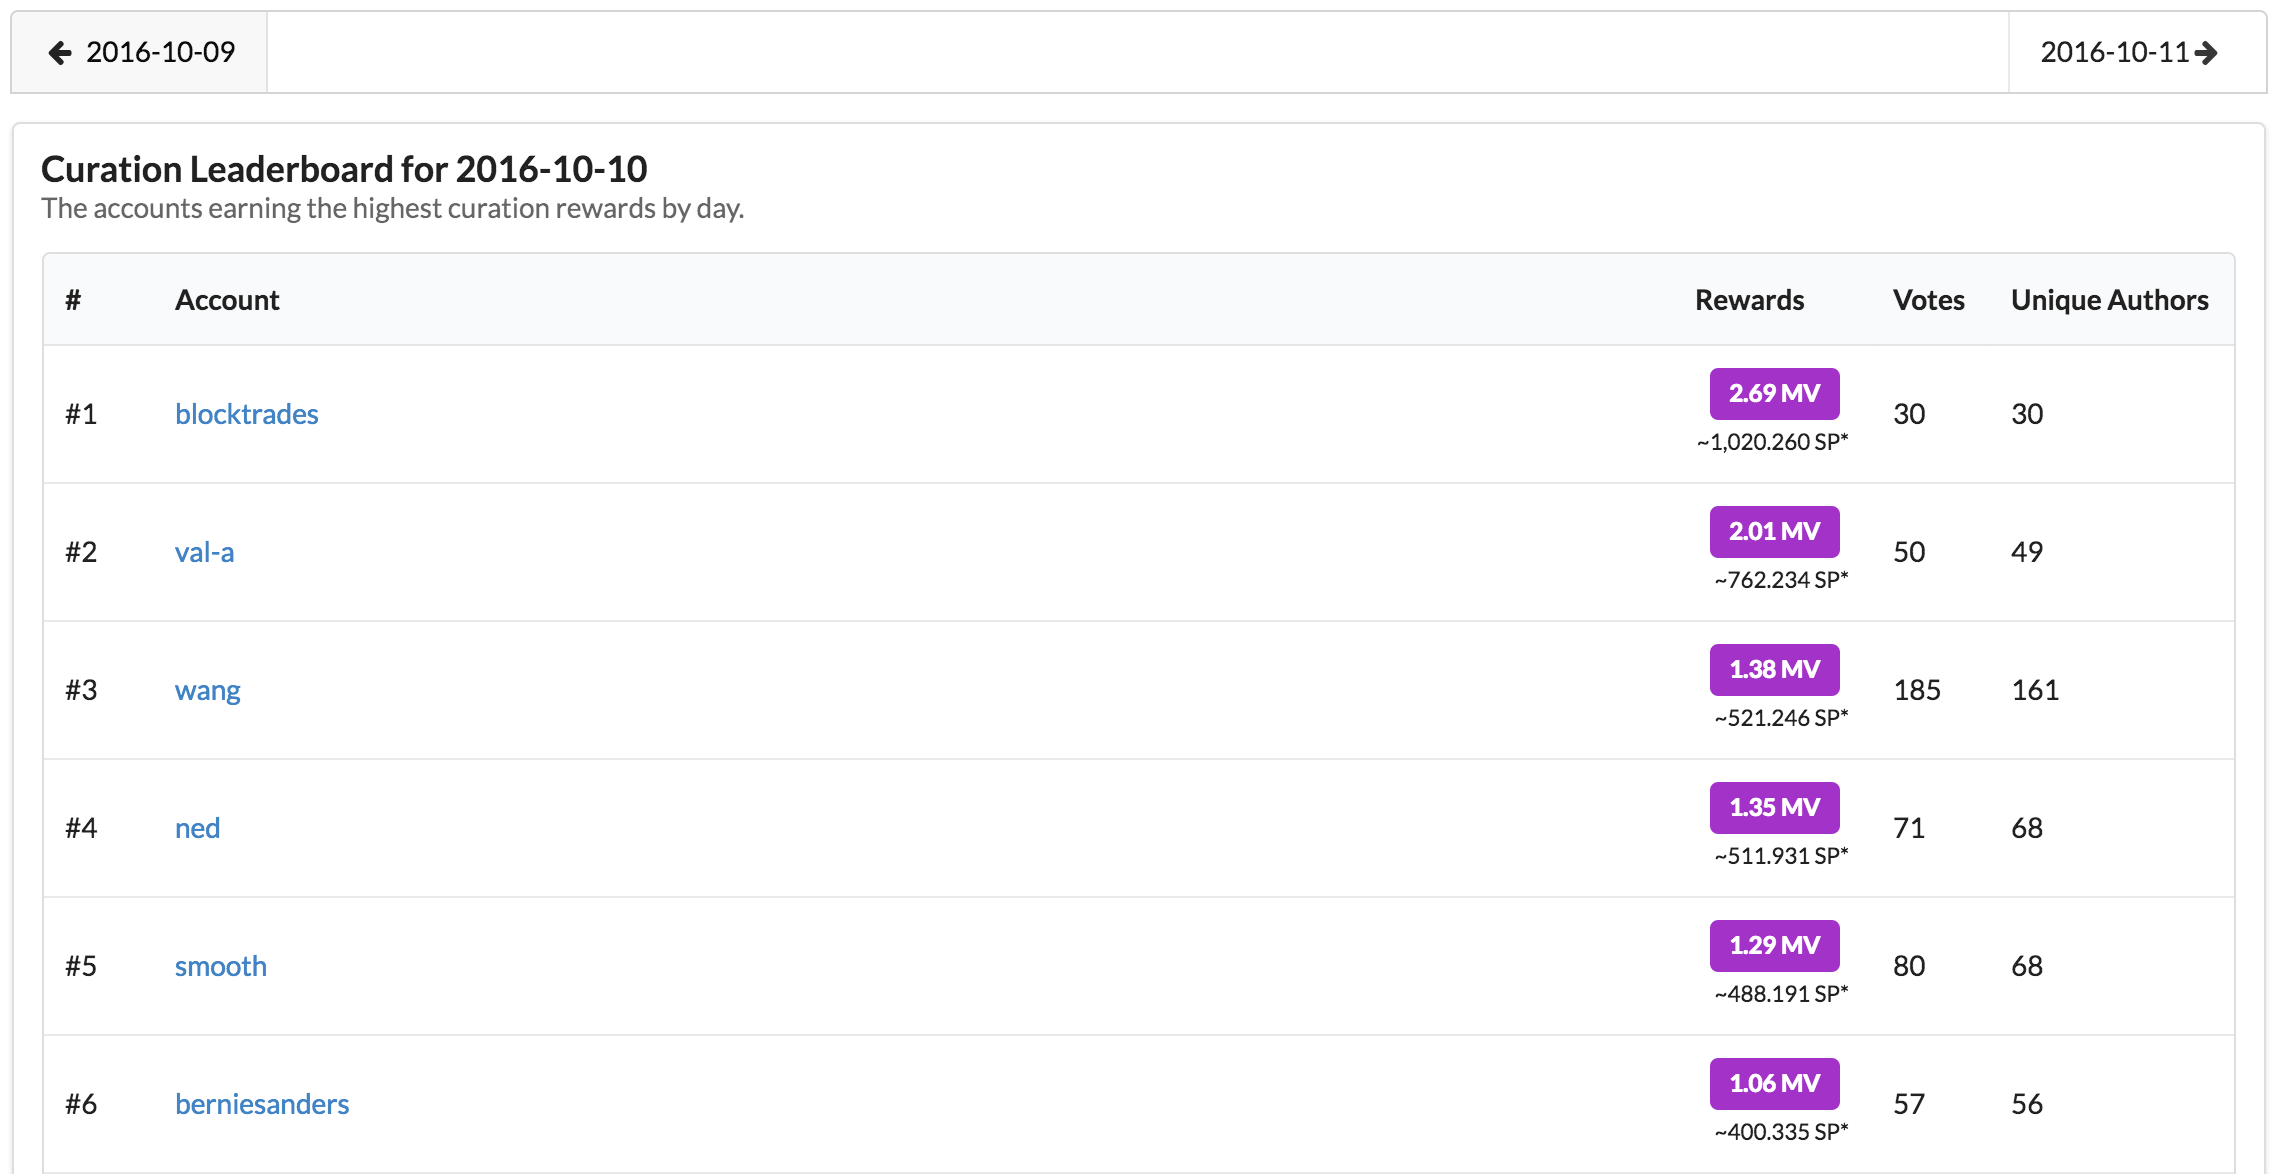 2016-10-09 2016-10-11
Curation Leaderboard for 2016-10-10
The accounts earning the highest curation rewards by day.
# Account Rewards Votes Unique Authors
#1 blocktrades 2.69 MV 30 30
~1,020.260 SP*
#2 val-a 2.01 MV 50 49
~762.234 SP*
#3 wang 1.38 MV 185 161
~521.246 SP*
#4 ned 1.35 MV 71 68
~511.931 SP*
#5 smooth 1.29 MV 80 68
~488.191 SP*
#6 berniesanders 1.06 MV 57 56
~400.335 SP*